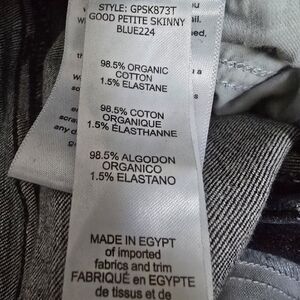 STYLE: GPSK873T
GOOD PETITE SKINNY
BLUE224
98.5% ORGANIC
COTTON
1.5% ELASTANE
98.5% COTON
ORGANIQUE
1.5% ELASTHANNE
98.5% ALGODON
ORGANICO
1.5% ELASTANO
MADE IN EGYPT
of imported
fabrics and trim
FABRIQUÉ en EGYPTE
de tissus et de